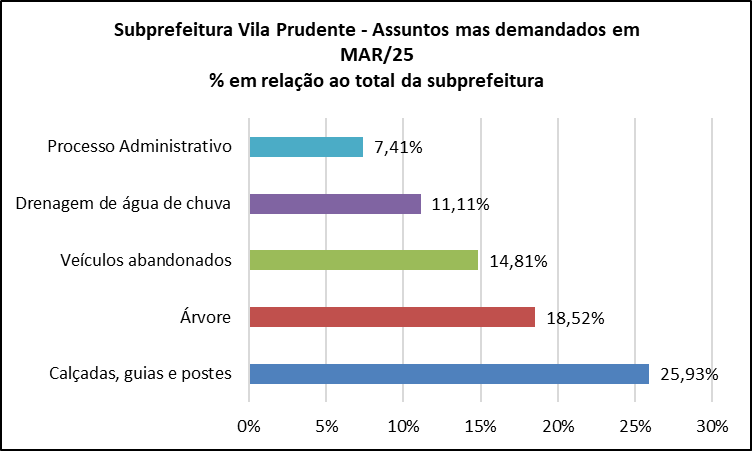 Subprefeitura Vila Prudente - Assuntos mas demandados em
MAR/25
% em relação ao total da subprefeitura
Processo Administrativo
7,41%
Drenagem de água de chuva
11,11%
Veículos abandonados
14,81%
Árvore
18,52%
Calçadas, guias e postes
25,93%
0% 5% 10% 15% 20% 25% 30%